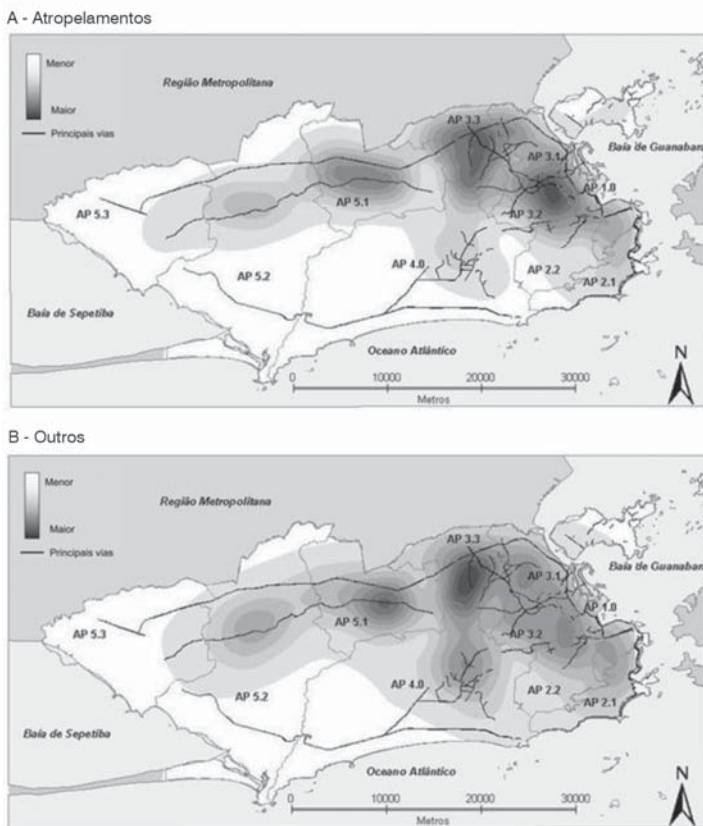 A - Atropelamentos
Menor
Maior
Principais vias
Região Metropolitana
Baía de Guanabara
AP 3.3
AP 3.1
AP 1.0
AP 5.1
AP 5.3
AP 3.2
AP 4.0
AP 2.2
AP 5.2
AP 2.1
Baía de Sepetiba
Oceano Atlântico
N
0 10000 20000 30000
Metros
B - Outros
Menor
Maior
Principais vias
Região Metropolitana
AP 3.3
Baía de Guanabara
AP 3.1
AP 1.0
AP 5.1
AP 5.3
AP 3.2
AP 4.0
AP 2.2
AP 5.2
AP 2.1
Baía de Sepetiba
Oceano Atlântico
N
0 10000 20000 30000
Metros